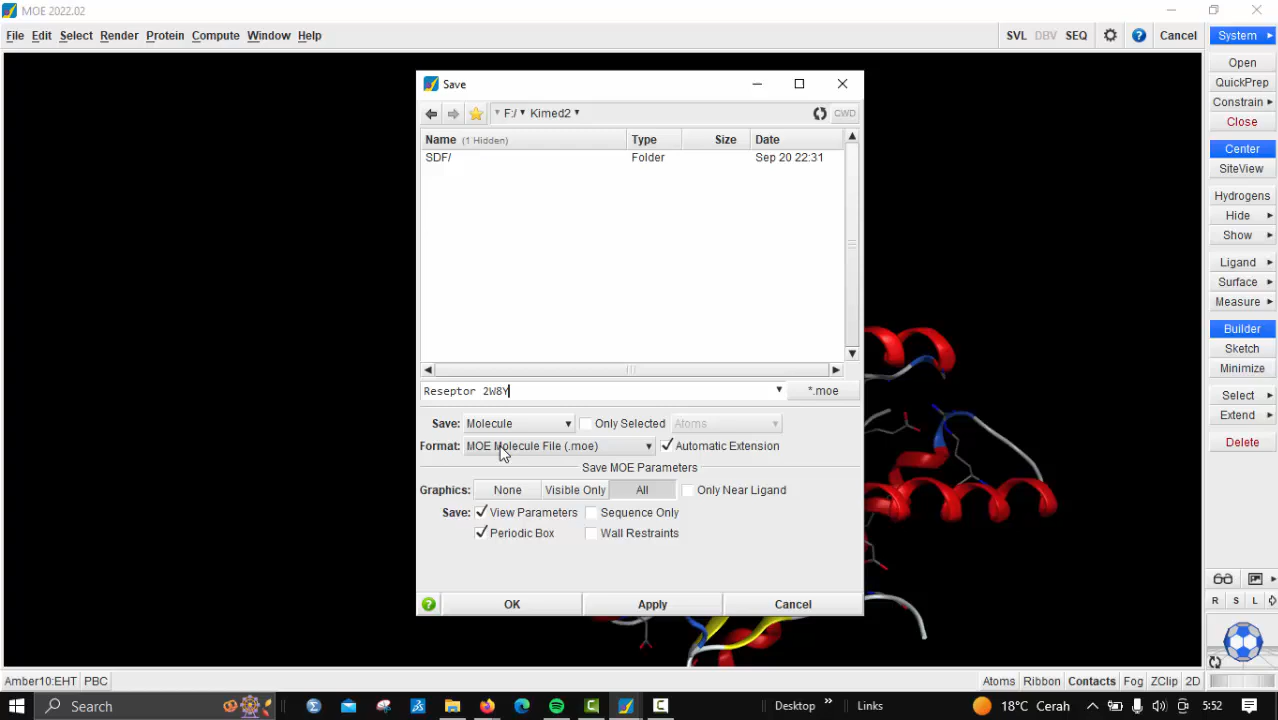 MOE 2022.02
File Edit Select Render Protein Compute Window Help SVL DBV SEQ Cancel
System
Open
QuickPrep
Constrain
Close
Center
SiteView
Hydrogens
Hide
Show
Ligand
Surface
Measure
Builder
Sketch
Minimize
Select
Extend
Delete
R S L
Save
F:/ Kimed2 CWD
Name (1 Hidden) Type Size Date
SDF/ Folder Sep 20 22:31
Reseptor 2W8Y *.moe
Save: Molecule Only Selected Atoms
Format: MOE Molecule File (.moe) Automatic Extension
Save MOE Parameters
Graphics: None Visible Only All Only Near Ligand
Save: View Parameters Sequence Only
Periodic Box Wall Restraints
OK Apply Cancel
Amber10:EHT PBC Atoms Ribbon Contacts Fog ZClip 2D
Search Desktop » Links 18°C Cerah 5:52